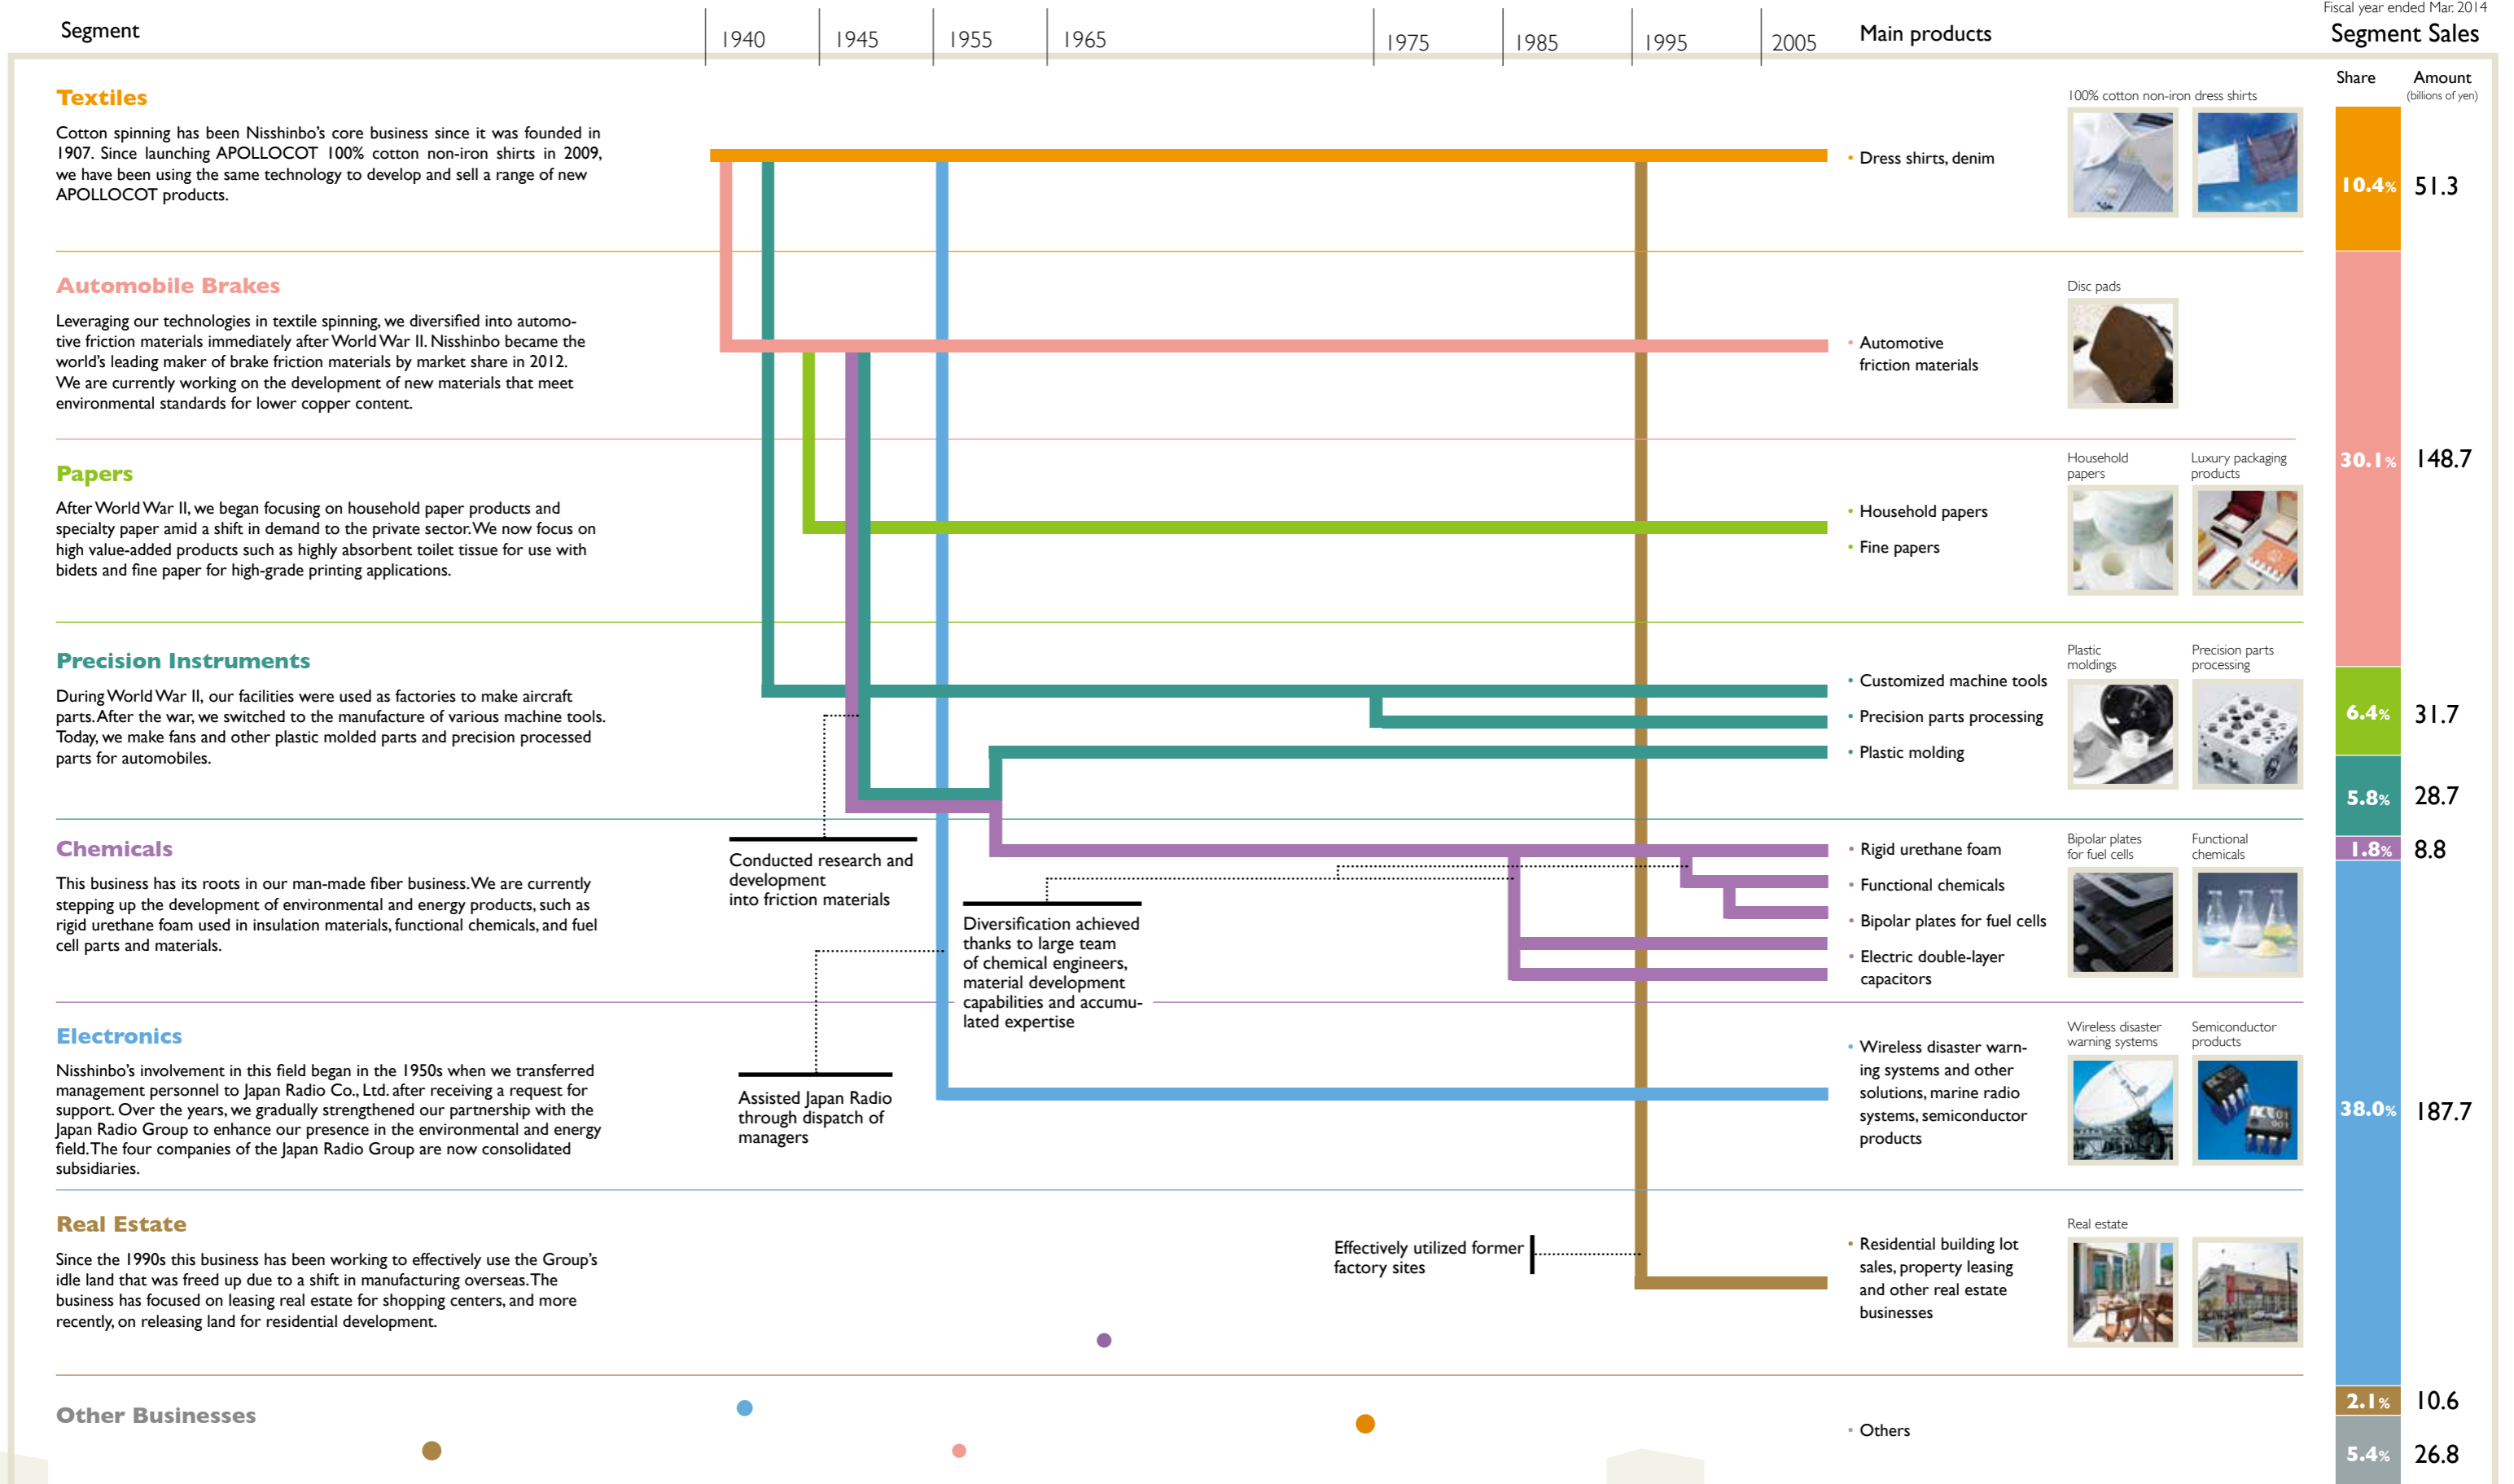 Fiscal year ended Mar. 2014
Segment
1940
1945
1955
1965
1975
1985
1995
2005
Main products
Segment Sales
Share
Amount
(billions of yen)
Textiles
Cotton spinning has been Nisshinbo's core business since it was founded in
1907. Since launching APOLLOCOT 100% cotton non-iron shirts in 2009,
we have been using the same technology to develop and sell a range of new
APOLLOCOT products.
• Dress shirts, denim
100% cotton non-iron dress shirts
10.4%
51.3
Automobile Brakes
Leveraging our technologies in textile spinning, we diversified into automo-
tive friction materials immediately after World War II. Nisshinbo became the
world's leading maker of brake friction materials by market share in 2012.
We are currently working on the development of new materials that meet
environmental standards for lower copper content.
• Automotive
friction materials
Disc pads
30.1%
148.7
Papers
After World War II, we began focusing on household paper products and
specialty paper amid a shift in demand to the private sector. We now focus on
high value-added products such as highly absorbent toilet tissue for use with
bidets and fine paper for high-grade printing applications.
• Household papers
• Fine papers
Household
papers
Luxury packaging
products
6.4%
31.7
Precision Instruments
During World War II, our facilities were used as factories to make aircraft
parts. After the war, we switched to the manufacture of various machine tools.
Today, we make fans and other plastic molded parts and precision processed
parts for automobiles.
• Customized machine tools
• Precision parts processing
• Plastic molding
Plastic
moldings
Precision parts
processing
5.8%
28.7
Conducted research and
development
into friction materials
Chemicals
This business has its roots in our man-made fiber business. We are currently
stepping up the development of environmental and energy products, such as
rigid urethane foam used in insulation materials, functional chemicals, and fuel
cell parts and materials.
Diversification achieved
thanks to large team
of chemical engineers,
material development
capabilities and accumu-
lated expertise
• Rigid urethane foam
• Functional chemicals
• Bipolar plates for fuel cells
• Electric double-layer
capacitors
Bipolar plates
for fuel cells
Functional
chemicals
1.8%
8.8
Electronics
Nisshinbo's involvement in this field began in the 1950s when we transferred
management personnel to Japan Radio Co., Ltd. after receiving a request for
support. Over the years, we gradually strengthened our partnership with the
Japan Radio Group to enhance our presence in the environmental and energy
field. The four companies of the Japan Radio Group are now consolidated
subsidiaries.
Assisted Japan Radio
through dispatch of
managers
• Wireless disaster warn-
ing systems and other
solutions, marine radio
systems, semiconductor
products
Wireless disaster
warning systems
Semiconductor
products
38.0%
187.7
Real Estate
Since the 1990s this business has been working to effectively use the Group's
idle land that was freed up due to a shift in manufacturing overseas. The
business has focused on leasing real estate for shopping centers, and more
recently, on releasing land for residential development.
Effectively utilized former
factory sites
• Residential building lot
sales, property leasing
and other real estate
businesses
Real estate
2.1%
10.6
Other Businesses
• Others
5.4%
26.8